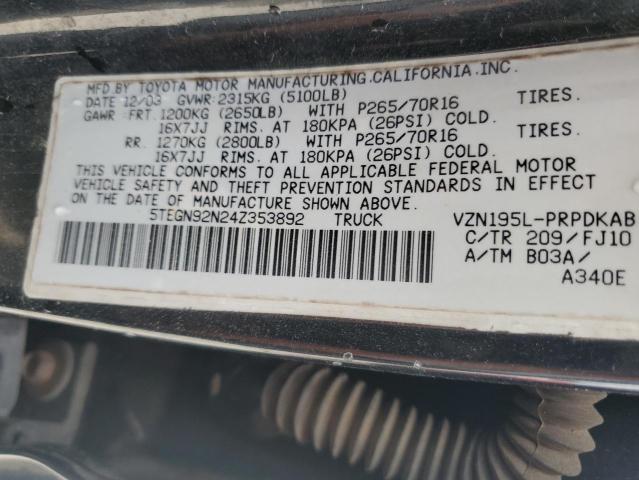 MFD.BY TOYOTA MOTOR MANUFACTURING.CALIFORNIA.INC.
DATE 12/03 GVWR:2315KG (5100LB)
GAWR: FRT. 1200KG (2650LB) WITH P265/70R16 TIRES.
16X7JJ RIMS. AT 180KPA (26PSI) COLD.
RR. 1270KG (2800LB) WITH P265/70R16 TIRES.
16X7JJ RIMS. AT 180KPA (26PSI) COLD.
THIS VEHICLE CONFORMS TO ALL APPLICABLE FEDERAL MOTOR
VEHICLE SAFETY AND THEFT PREVENTION STANDARDS IN EFFECT
ON THE DATE OF MANUFACTURE SHOWN ABOVE.
5TEGN92N24Z353892 TRUCK VZN195L-PRPDKAB
C/TR 209/FJ10
A/TM B03A/
A340E